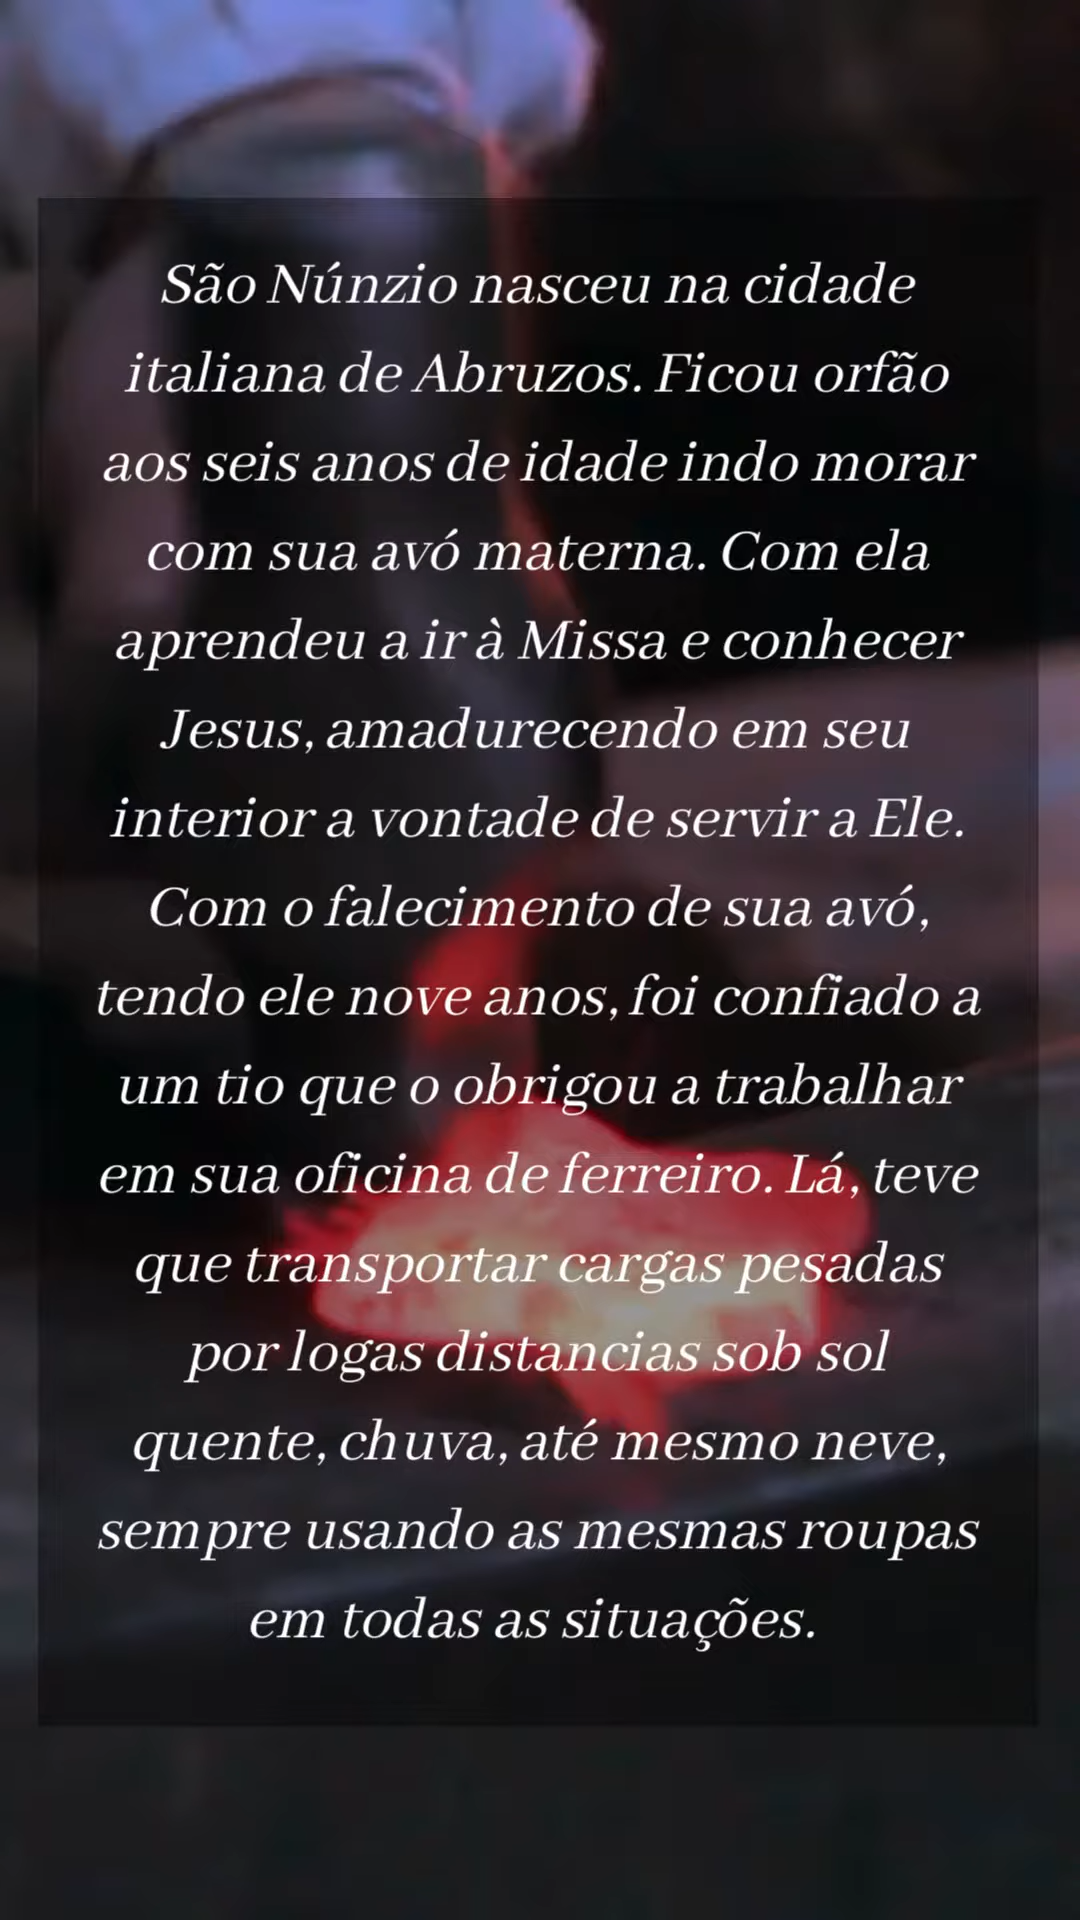 São Núnzio nasceu na cidade
italiana de Abruzos. Ficou orfão
aos seis anos de idade indo morar
com sua avó materna. Com ela
aprendeu a ir à Missa e conhecer
Jesus, amadurecendo em seu
interior a vontade de servir a Ele.
Com o falecimento de sua avó,
tendo ele nove anos, foi confiado a
um tio que o obrigou a trabalhar
em sua oficina de ferreiro. Lá, teve
que transportar cargas pesadas
por logas distancias sob sol
quente, chuva, até mesmo neve,
sempre usando as mesmas roupas
em todas as situações.